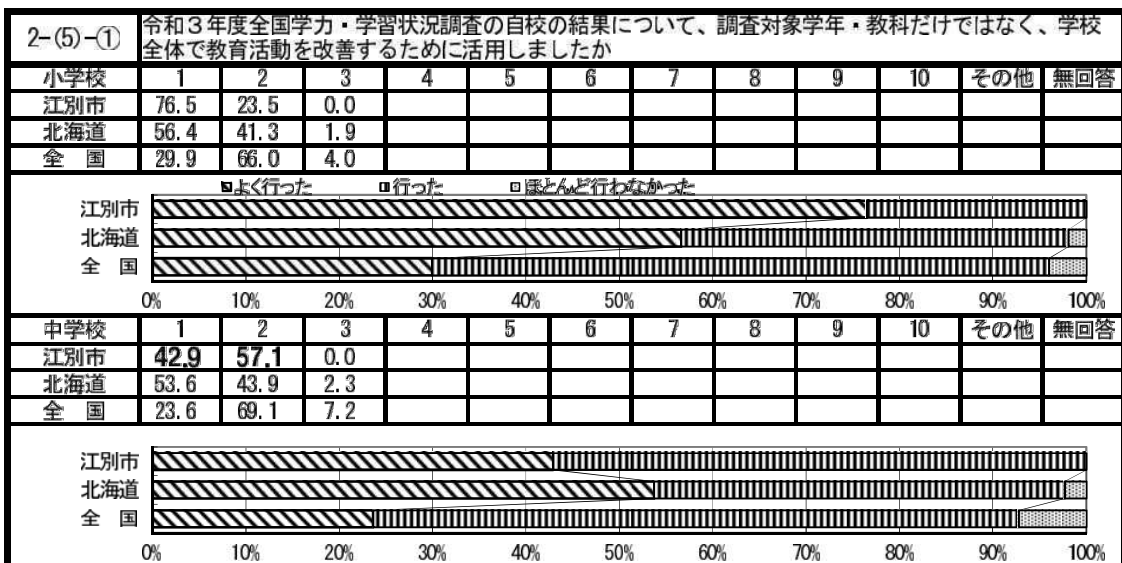 2-(5)-①
令和3年度全国学力・学習状況調査の自校の結果について、調査対象学年・教科だけではなく、学校
全体で教育活動を改善するために活用しましたか
小学校 1 2 3 4 5 6 7 8 9 10 その他 無回答
江別市 76.5 23.5 0.0
北海道 56.4 41.3 1.9
全 国 29.9 66.0 4.0
よく行った 行った ほとんど行わなかった
江別市
北海道
全 国
0% 10% 20% 30% 40% 50% 60% 70% 80% 90% 100%
中学校 1 2 3 4 5 6 7 8 9 10 その他 無回答
江別市 42.9 57.1 0.0
北海道 53.6 43.9 2.3
全 国 23.6 69.1 7.2
江別市
北海道
全 国
0% 10% 20% 30% 40% 50% 60% 70% 80% 90% 100%